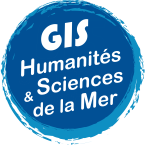 GIS
Humanités
& Sciences
de la Mer